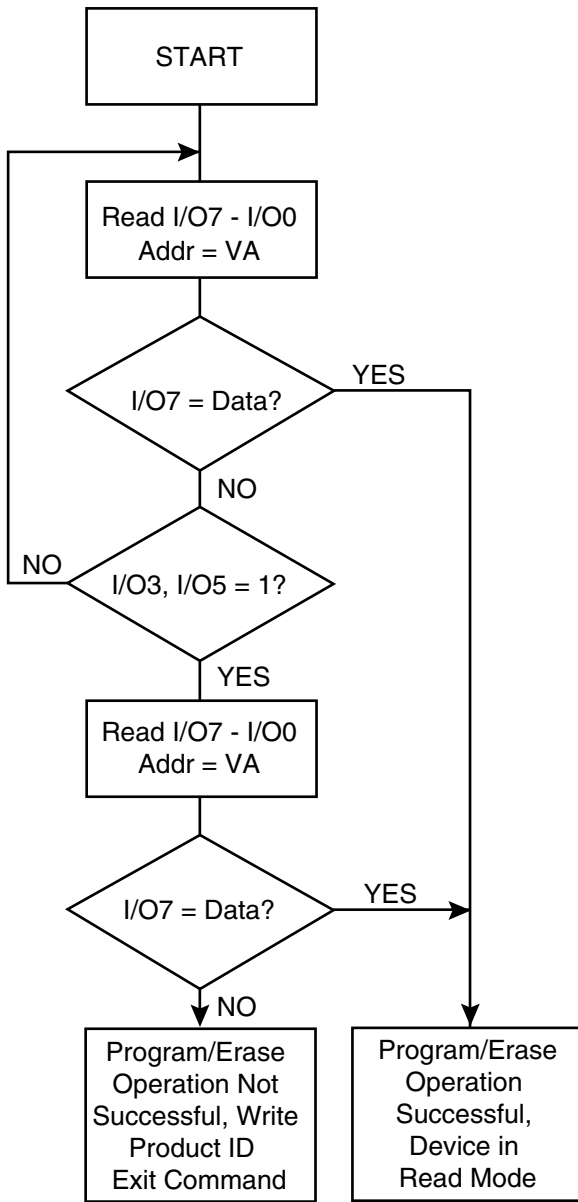 START
Read I/O7 - I/O0
Addr = VA
I/O7 = Data?
YES
NO
I/O3, I/O5 = 1?
NO
YES
Read I/O7 - I/O0
Addr = VA
I/O7 = Data?
YES
NO
Program/Erase
Operation Not
Successful, Write
Product ID
Exit Command
Program/Erase
Operation
Successful,
Device in
Read Mode